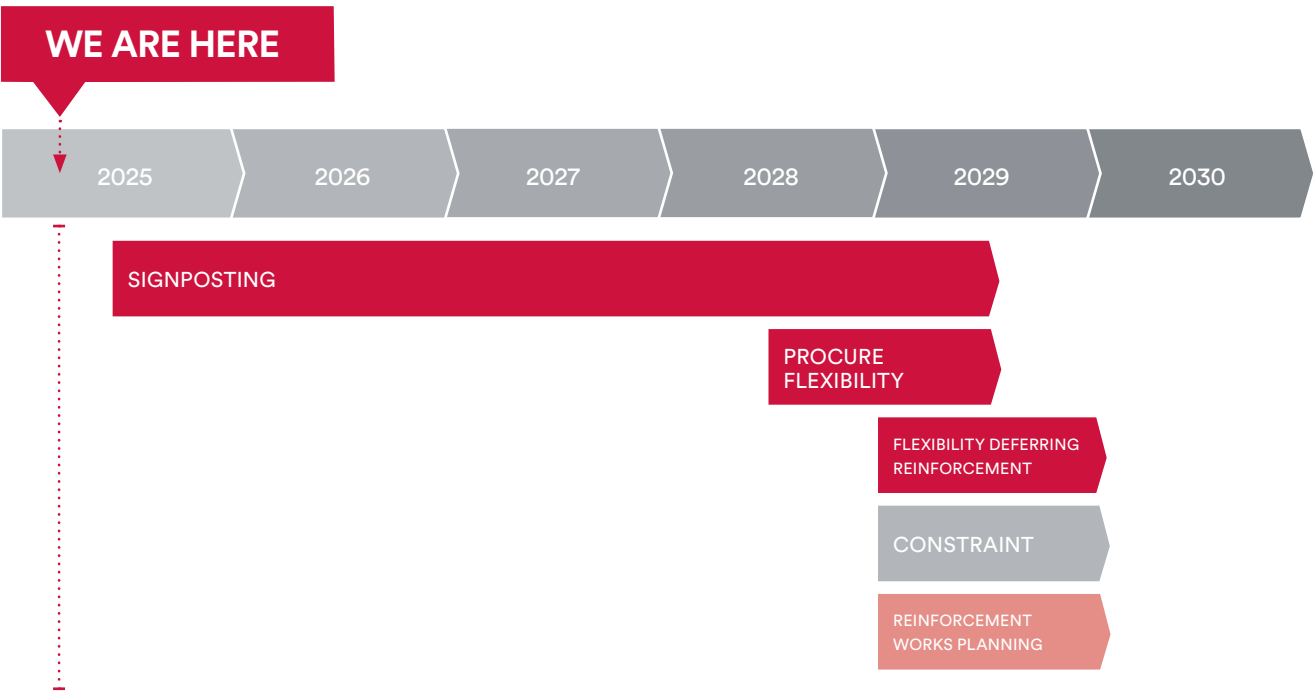 WE ARE HERE
2025
2026
2027
2028
2029
2030
SIGNPOSTING
PROCURE
FLEXIBILITY
FLEXIBILITY DEFERRING
REINFORCEMENT
CONSTRAINT
REINFORCEMENT
WORKS PLANNING